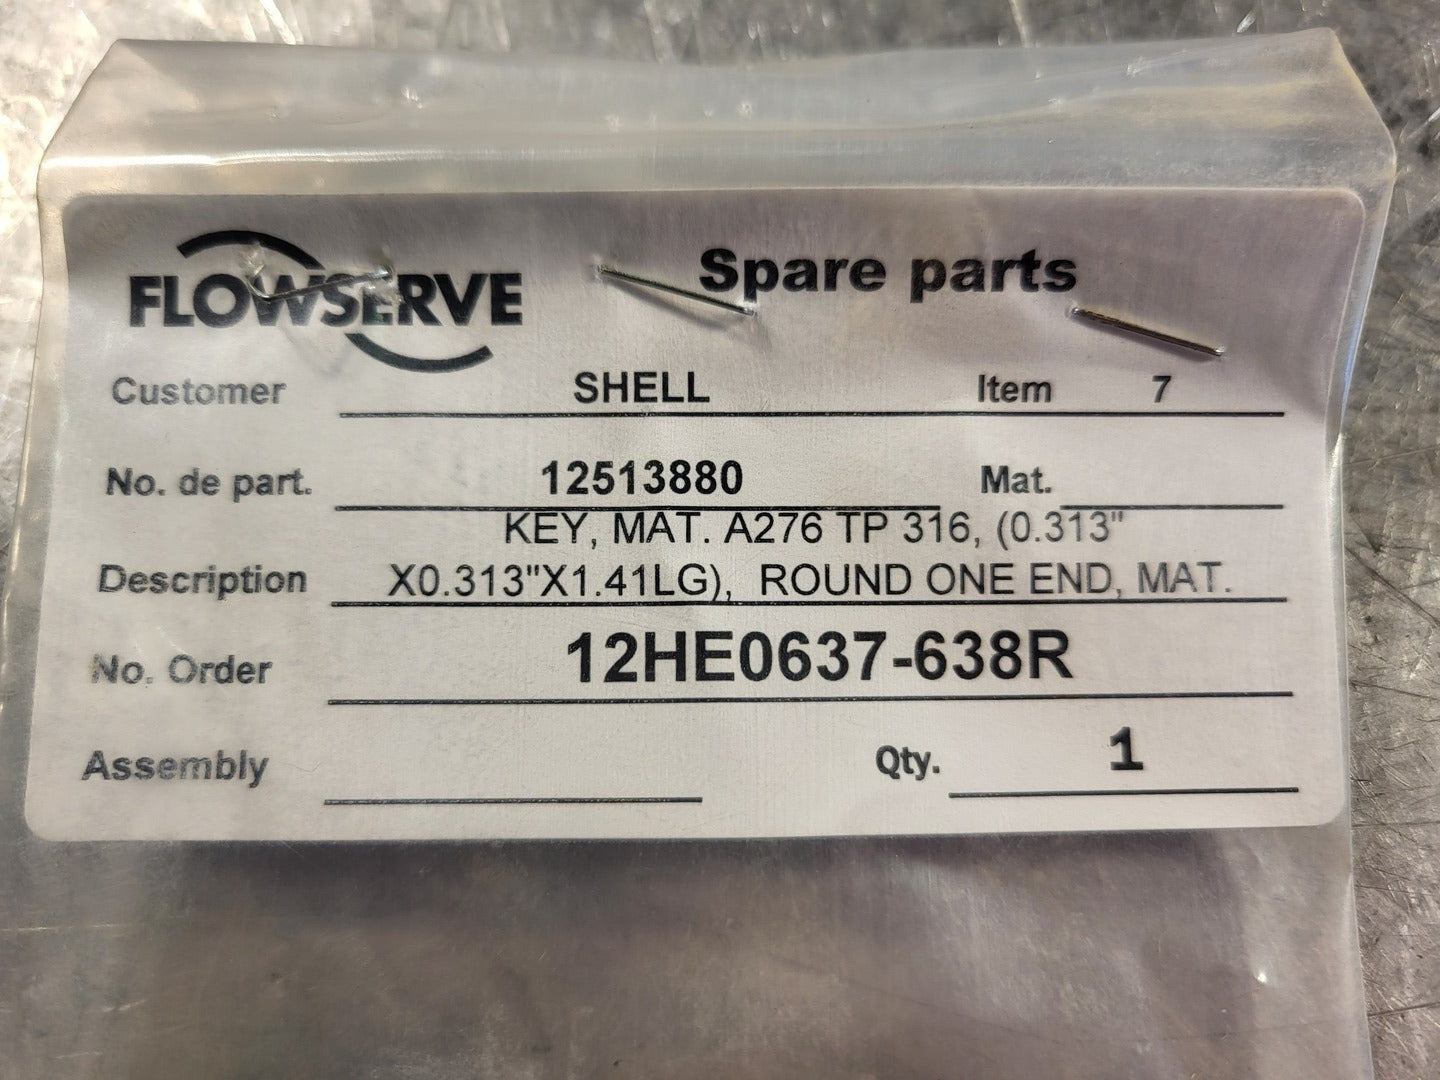 FLOWSERVE Spare parts
Customer SHELL Item 7
No. de part. 12513880 Mat.
KEY, MAT. A276 TP 316, (0.313"
Description X0.313"X1.41LG), ROUND ONE END, MAT.
No. Order 12HE0637-638R
Assembly Qty. 1